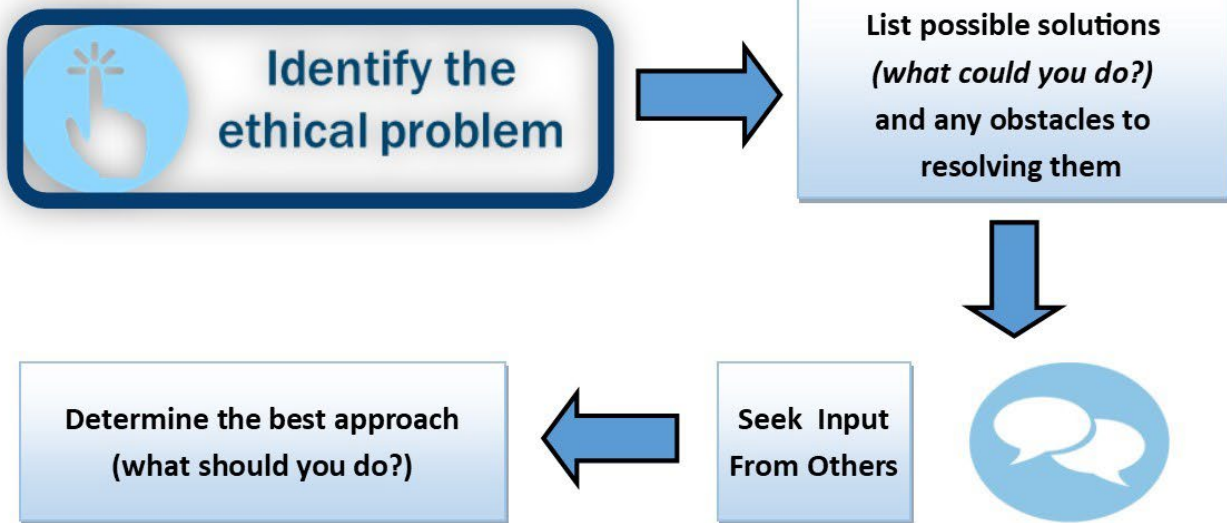 Identify the
ethical problem
List possible solutions
(what could you do?)
and any obstacles to
resolving them
Seek Input
From Others
Determine the best approach
(what should you do?)